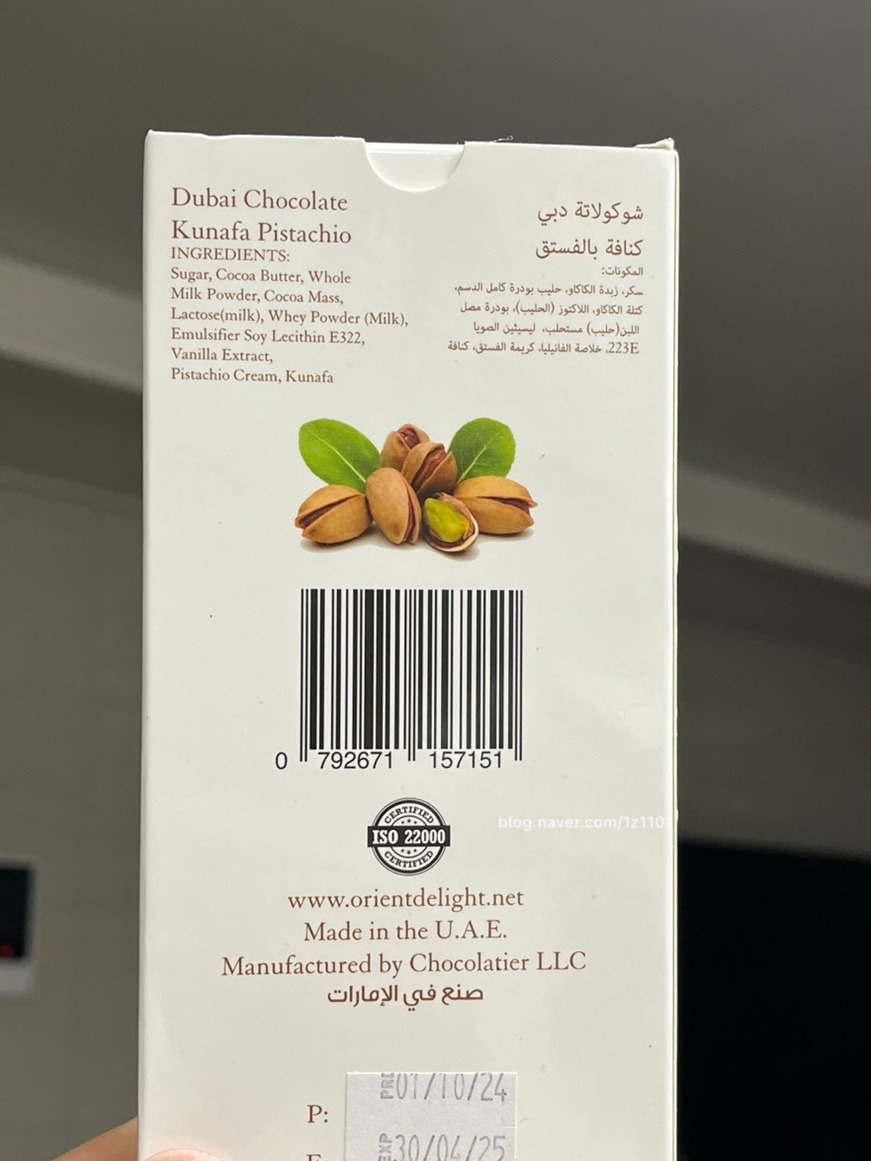 Dubai Chocolate
Kunafa Pistachio
INGREDIENTS:
Sugar, Cocoa Butter, Whole
Milk Powder, Cocoa Mass,
Lactose(milk), Whey Powder (Milk),
Emulsifier Soy Lecithin E322,
Vanilla Extract,
Pistachio Cream, Kunafa
شوكولاتة دبي
كنافة بالفستق
المكونات:
سكر، زبدة الكاكاو، حليب بودرة كامل الدسم،
كتلة الكاكاو، اللاكتوز (الحليب)، بودرة مصل
اللبن(حليب) مستحلب، ليسيثين الصويا
223E، خلاصة الفانيليا، كريمة الفستق، كنافة
0 792671 157151
CERTIFIED
ISO 22000
CERTIFIED
blog.naver.com/1z110
www.orientdelight.net
Made in the U.A.E.
Manufactured by Chocolatier LLC
صنع في الإمارات
P: PRD 01/10/24
E: EXP 30/04/25